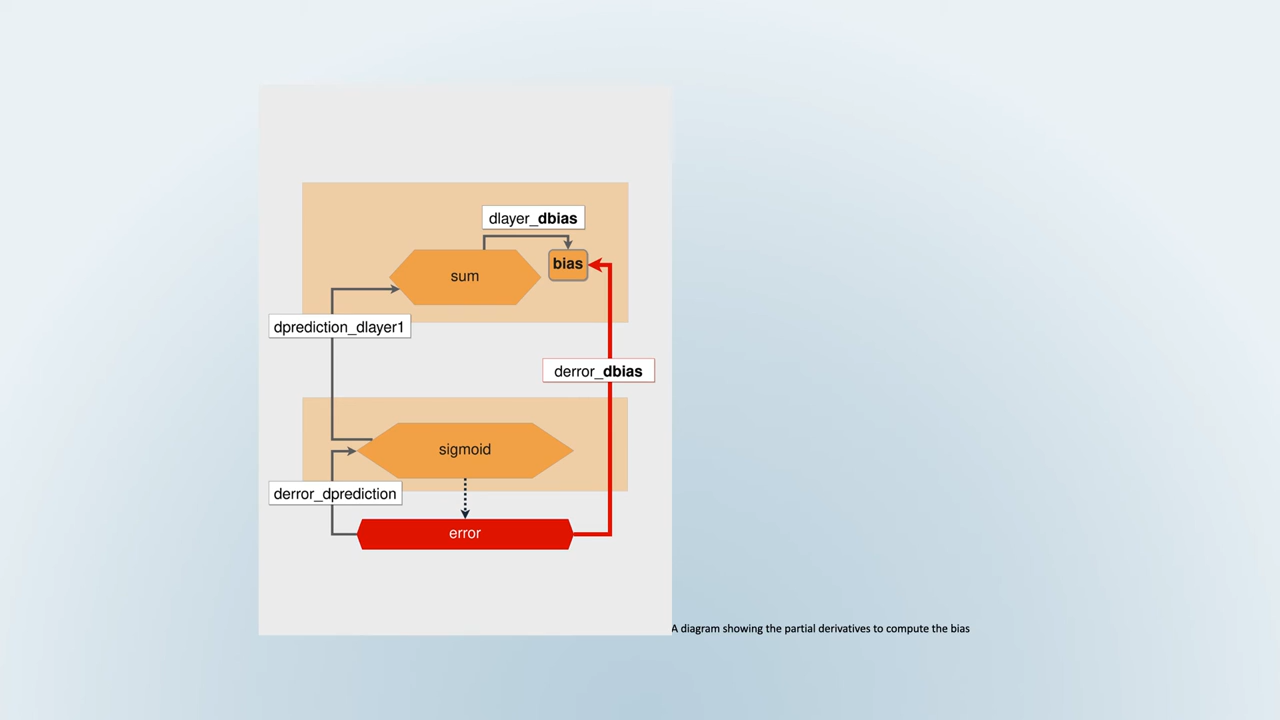 dlayer_dbias
bias
sum
dprediction_dlayer1
derror_dbias
sigmoid
derror_dprediction
error
A diagram showing the partial derivatives to compute the bias